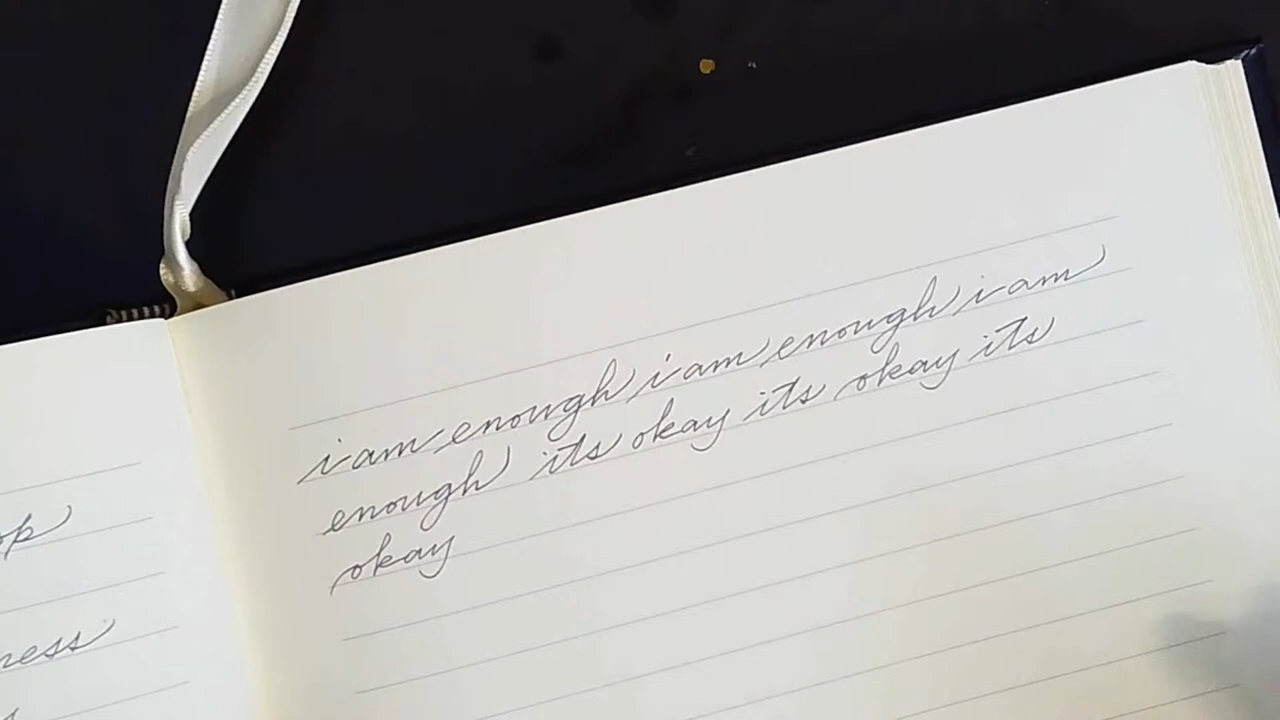 i am enough i am enough i am
enough its okay its okay its
okay